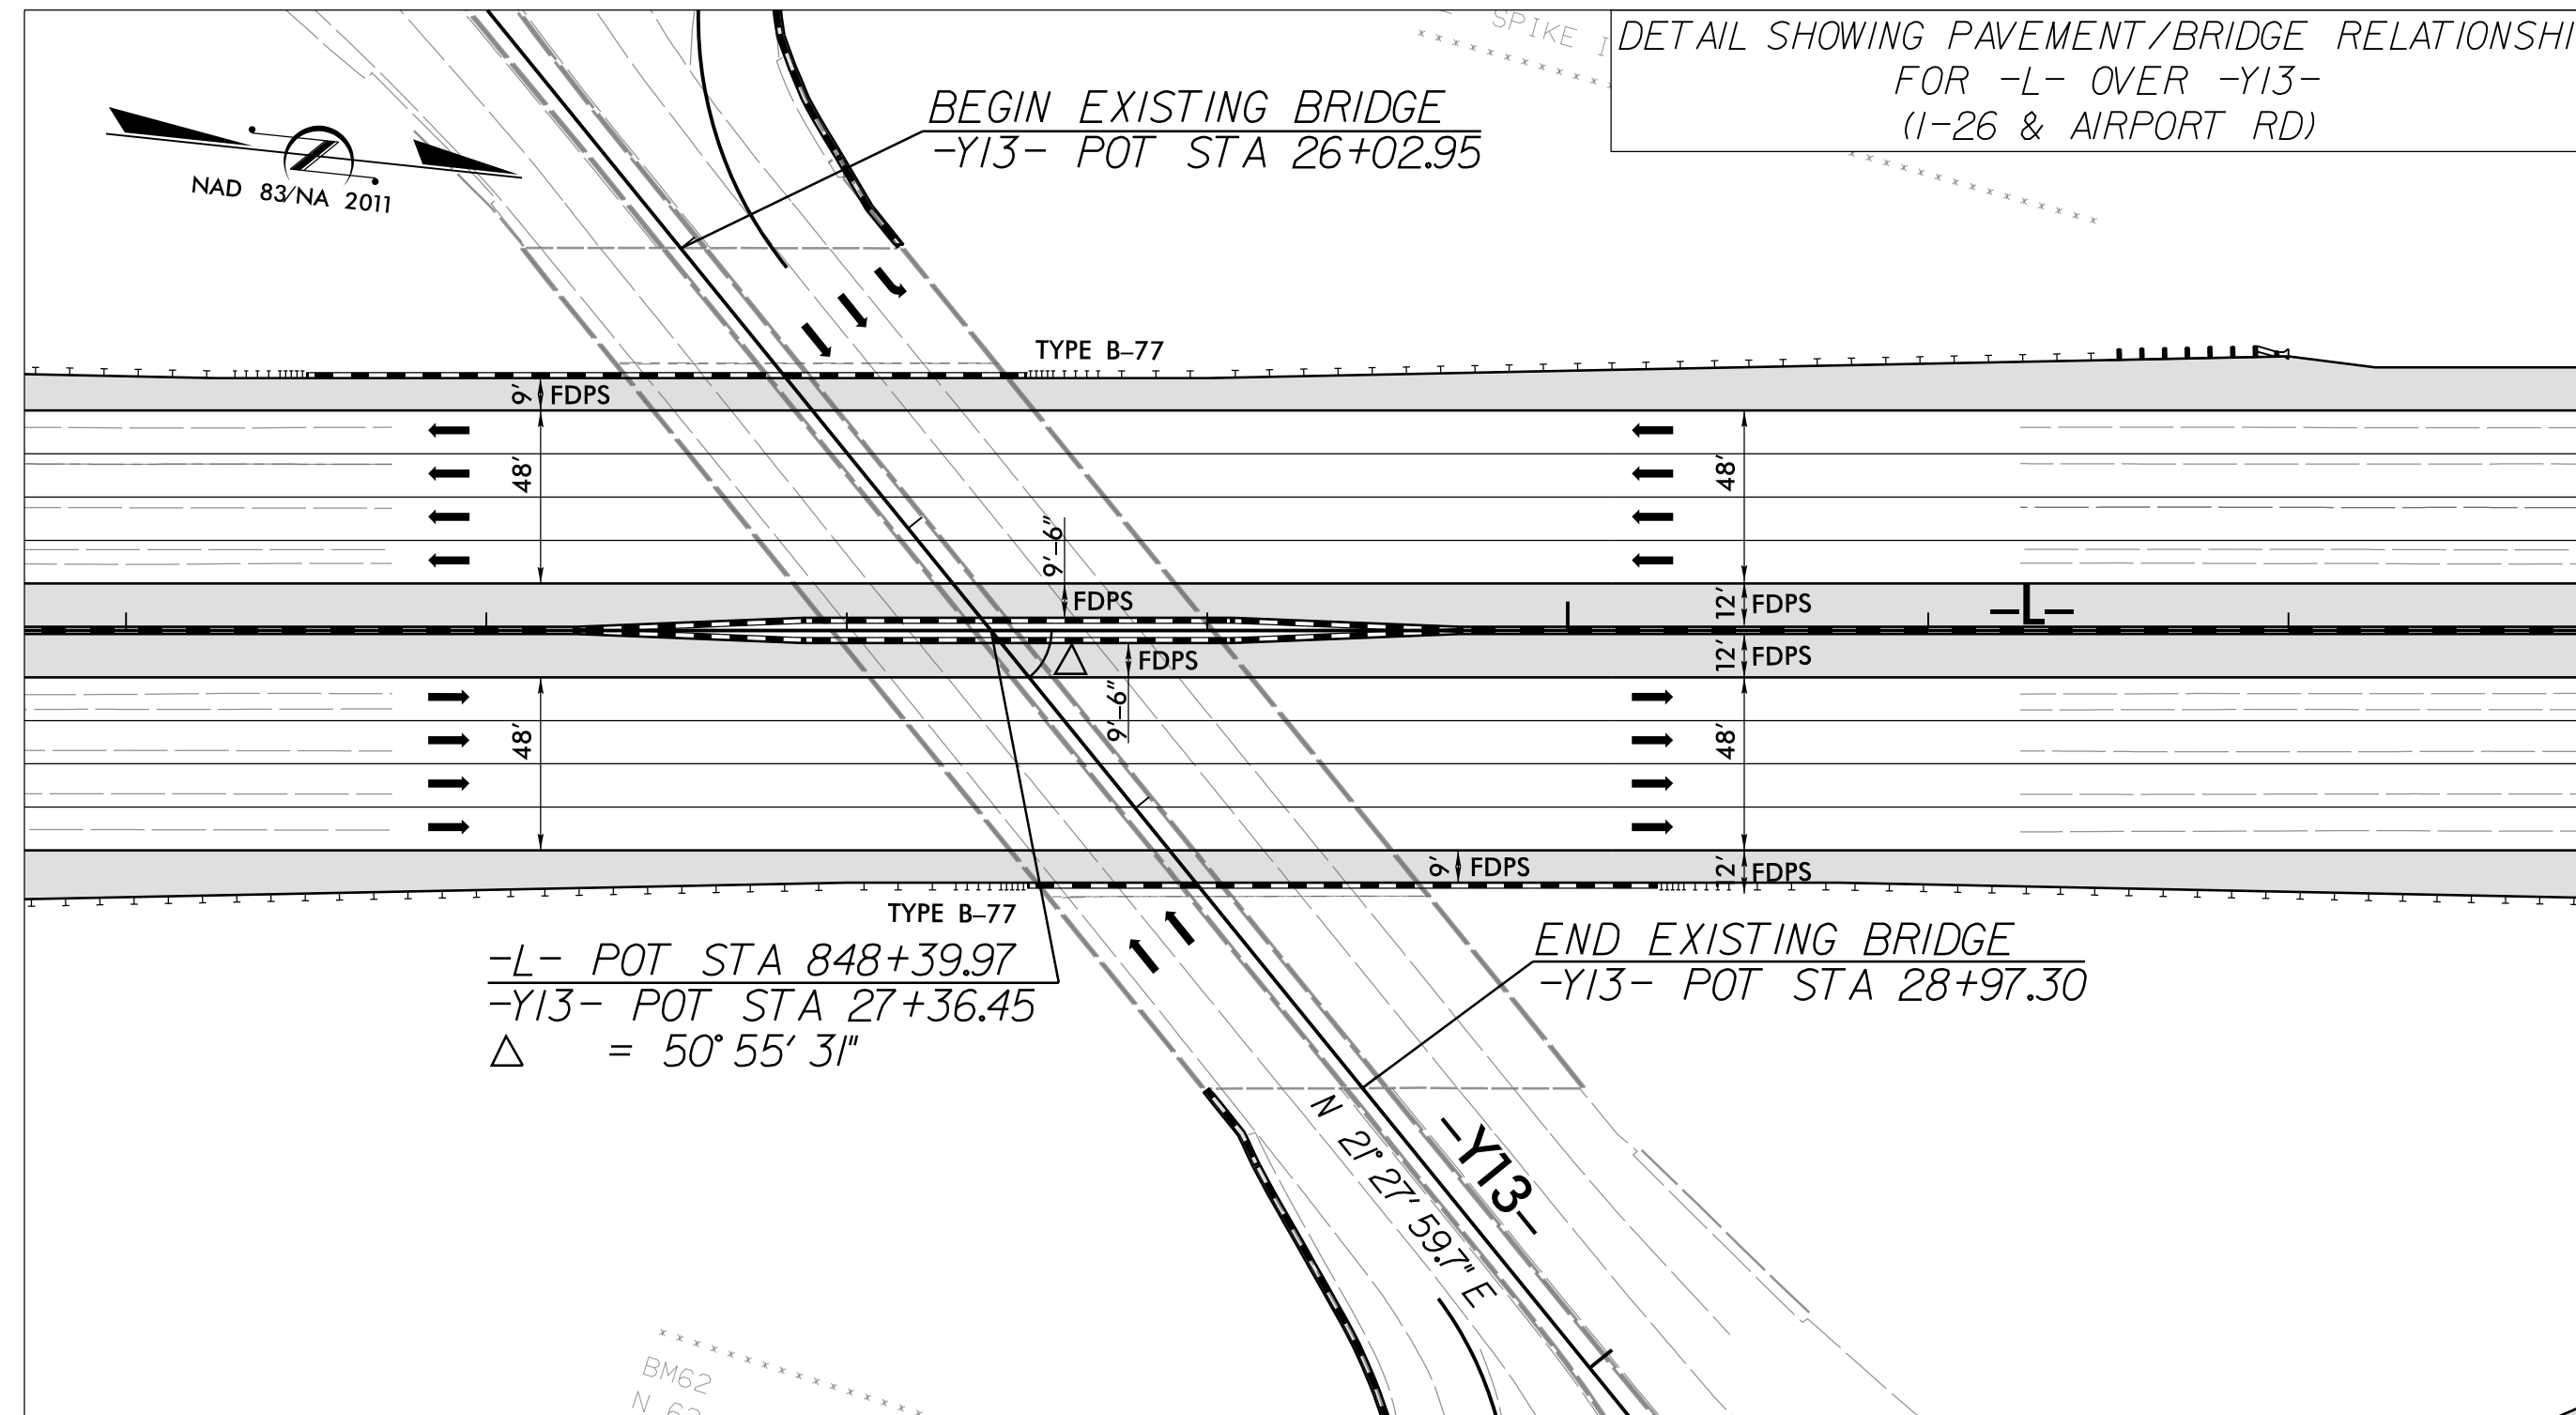 SPIKE
DETAIL SHOWING PAVEMENT/BRIDGE RELATIONSHI
FOR -L- OVER -Y13-
(I-26 & AIRPORT RD)
BEGIN EXISTING BRIDGE
-Y13- POT STA 26+02.95
NAD 83/NA 2011
TYPE B-77
9' FDPS
48'
48'
9'-6"
FDPS
12' FDPS
-L-
FDPS
12' FDPS
9'-6"
48'
48'
9' FDPS
12' FDPS
TYPE B-77
-L- POT STA 848+39.97
-Y13- POT STA 27+36.45
△ = 50° 55' 31"
END EXISTING BRIDGE
-Y13- POT STA 28+97.30
-Y13-
N 21° 27' 59.7" E
BM62
N